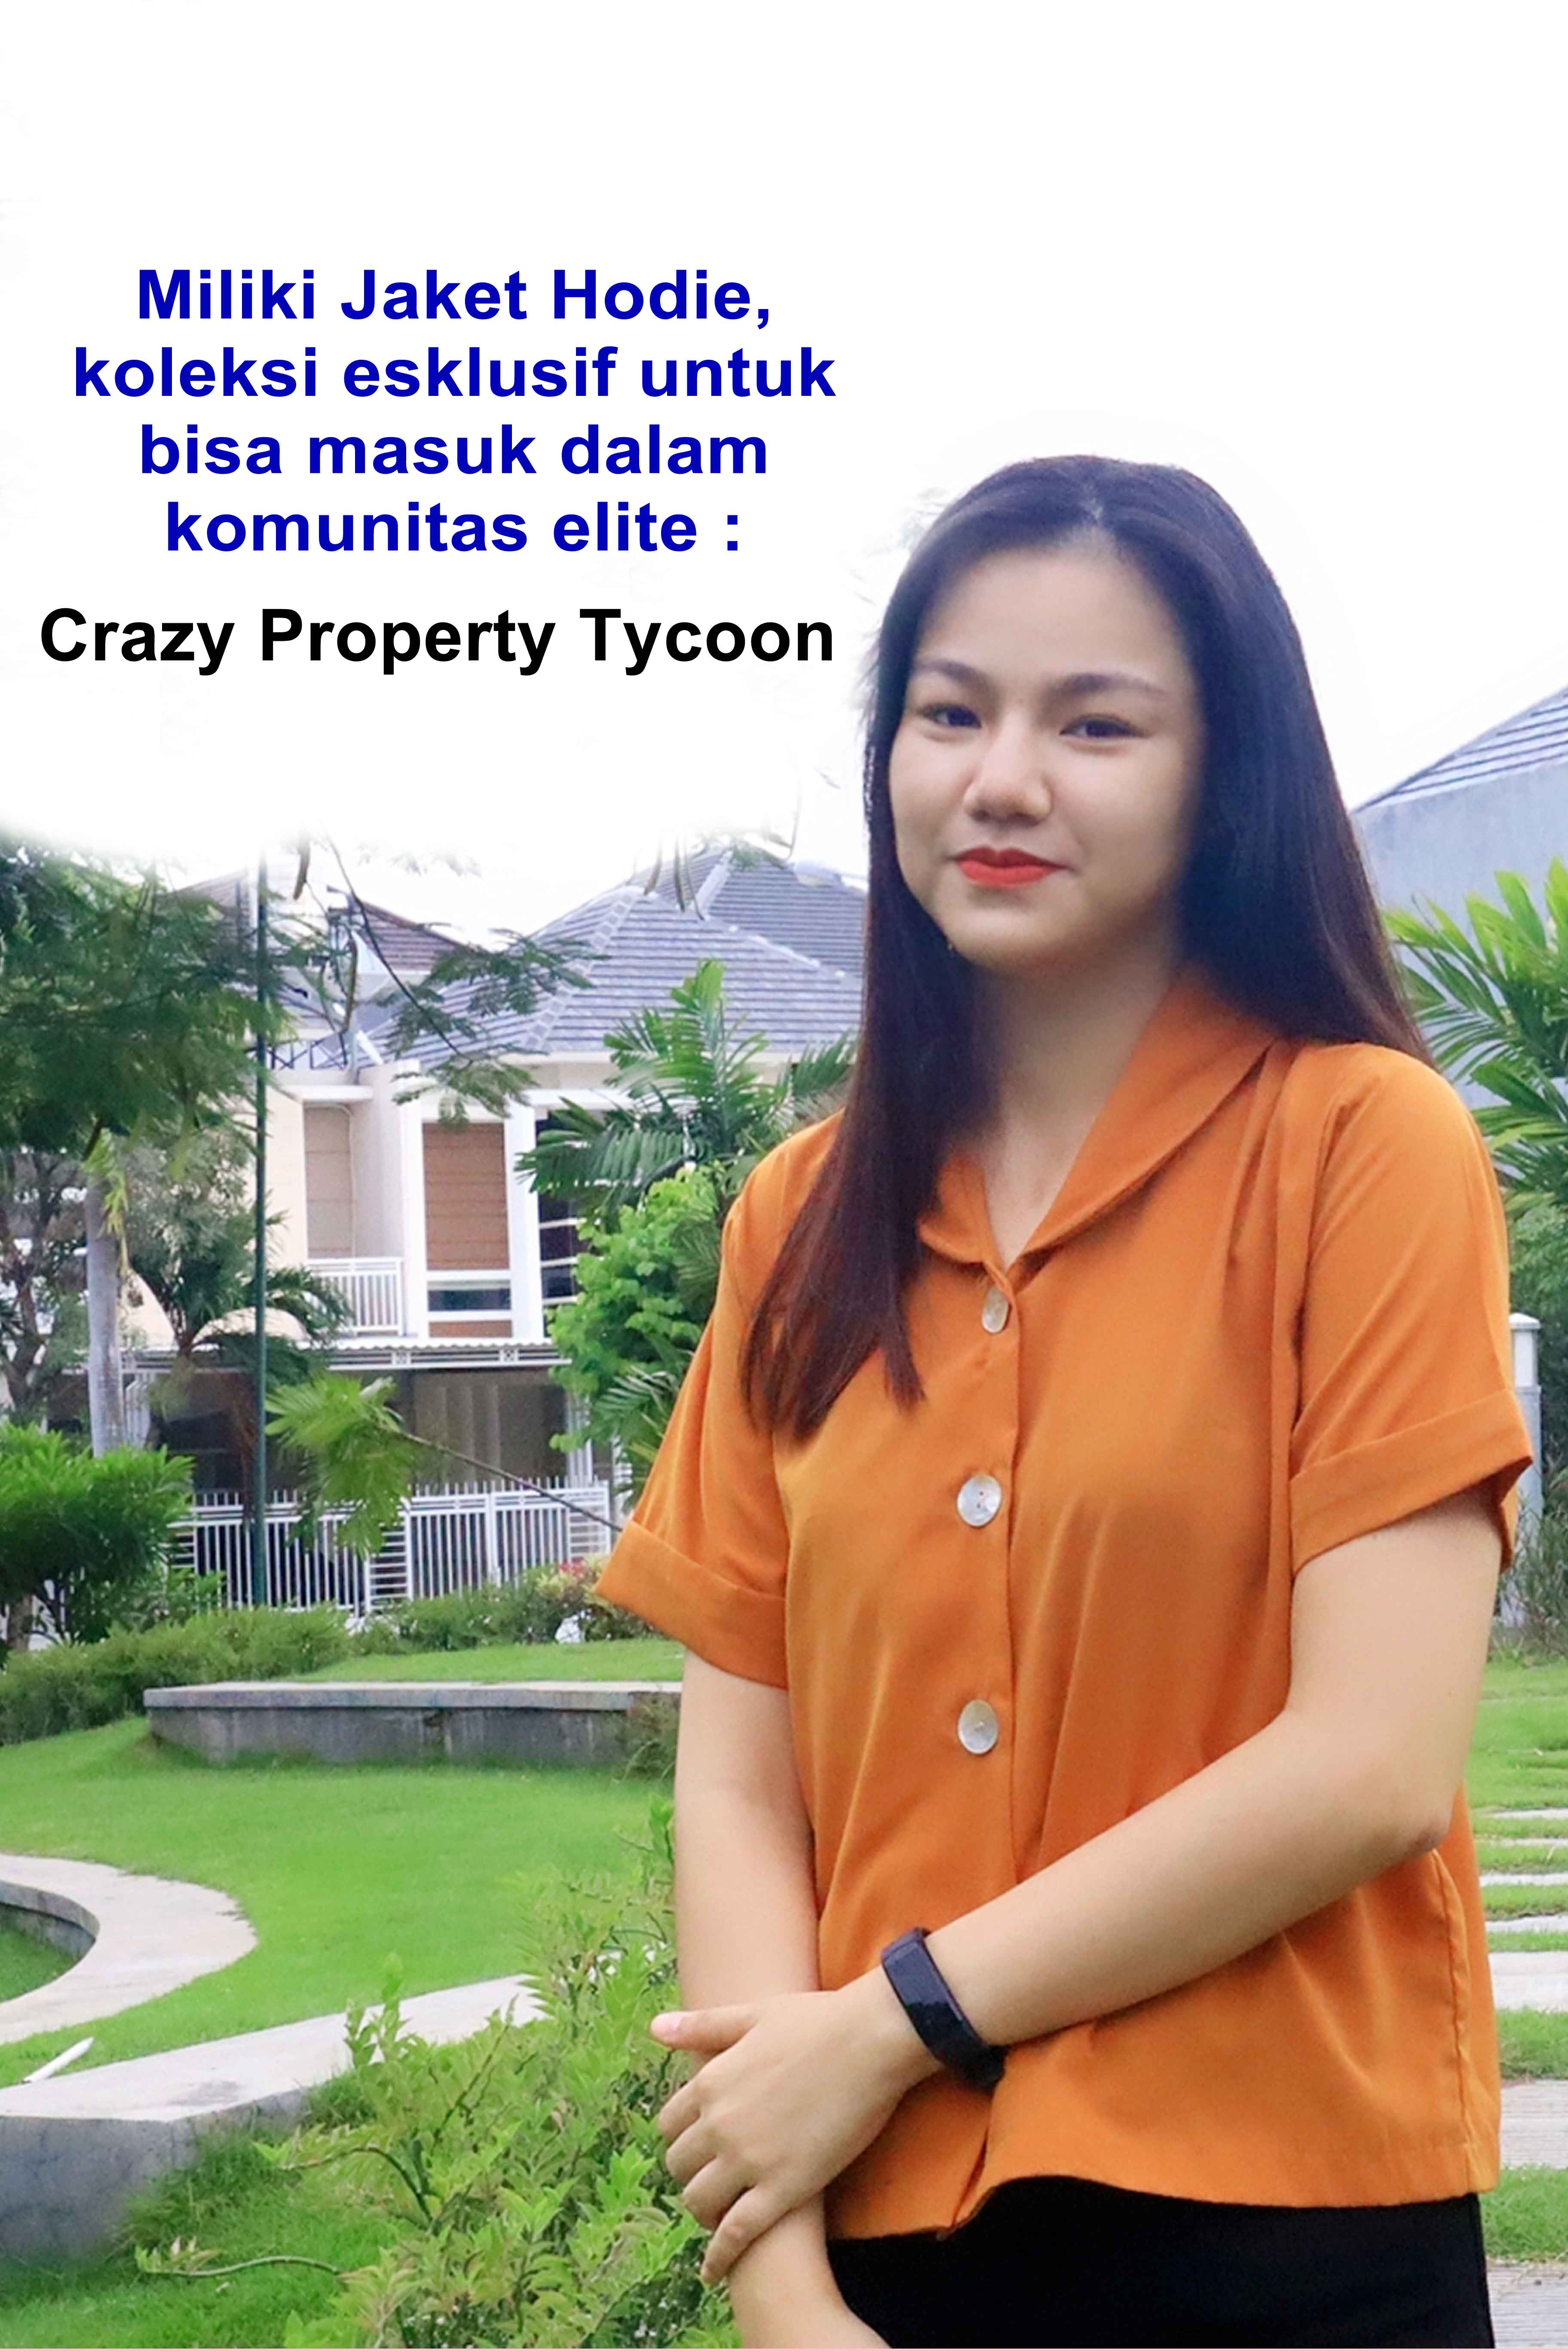 Miliki Jaket Hodie,
koleksi esklusif untuk
bisa masuk dalam
komunitas elite :
Crazy Property Tycoon